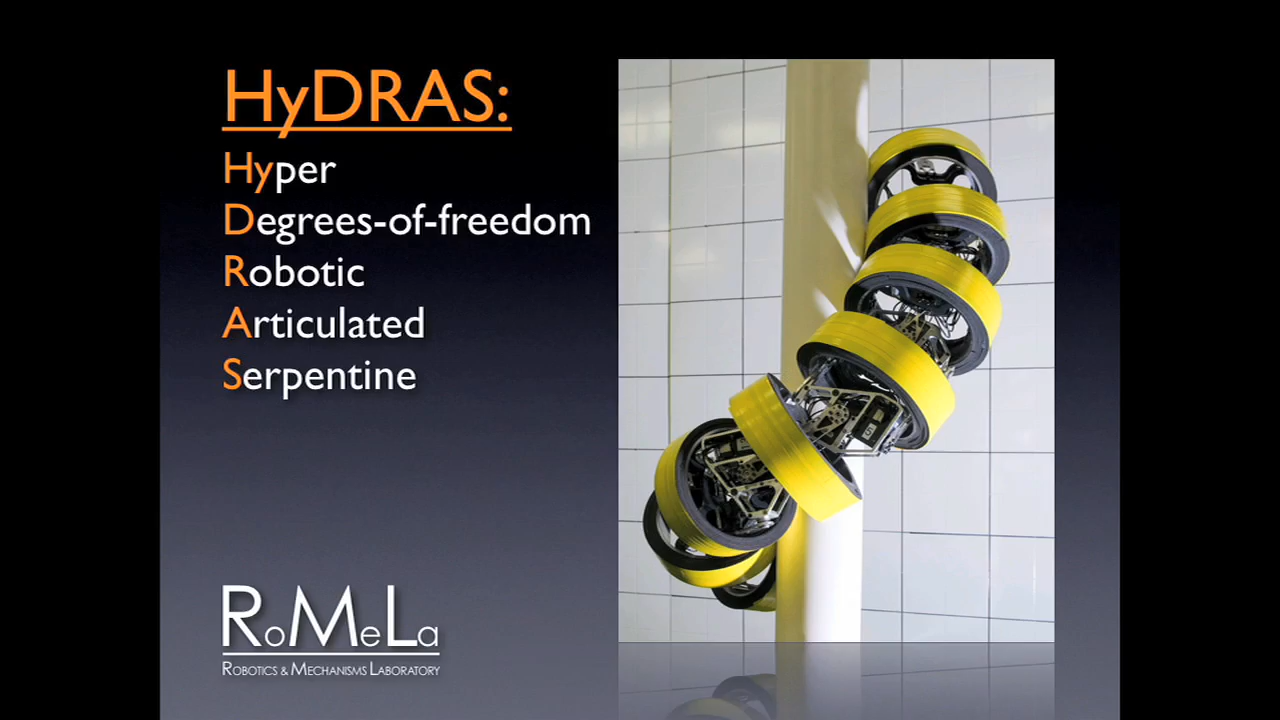 HyDRAS:
Hyper
Degrees-of-freedom
Robotic
Articulated
Serpentine
RoMeLa
Robotics & Mechanisms Laboratory